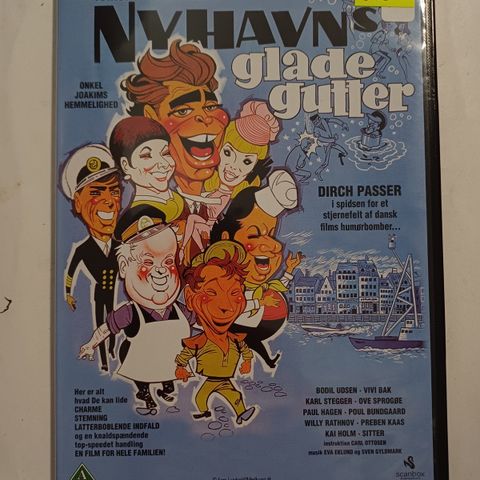 NYHAVNs
glade
gutter
ONKEL
JOAKIMS
HEMMELIGHED
DIRCH PASSER
i spidsen for et
stjernefelt af dansk
films humørbomber...
Her er alt
hvad De kan lide
CHARME
STEMNING
LATTERBOBLENDE INDFALD
og en knaldspændende
top-speedet handling
EN FILM FOR HELE FAMILIEN!
BODIL UDSEN - VIVI BAK
KARL STEGGER - OVE SPROGØE
PAUL HAGEN - POUL BUNDGAARD
WILLY RATHNOV - PREBEN KAAS
KAI HOLM - SITTER
instruktion CARL OTTOSEN
musik EVA EKLUND og SVEN GYLDMARK
A
scanbox